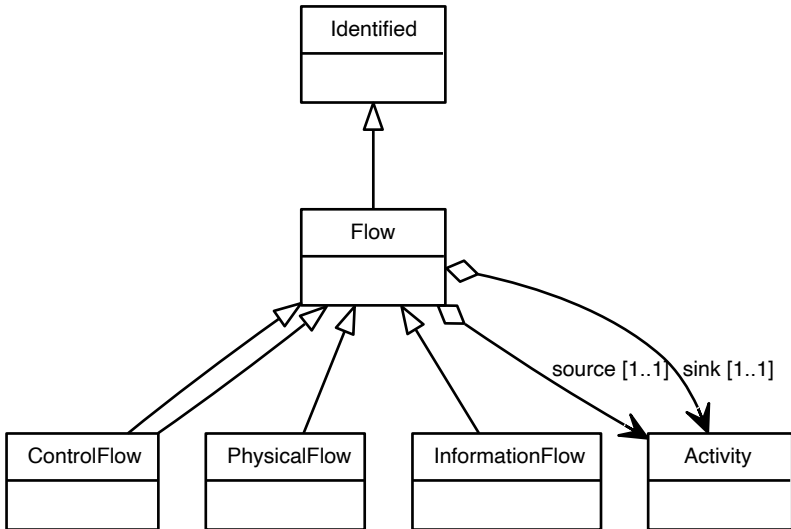 Identified
Flow
source [1..1]
sink [1..1]
ControlFlow
PhysicalFlow
InformationFlow
Activity